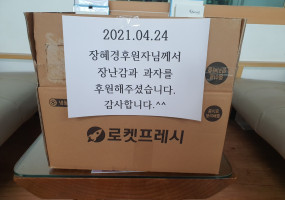 2021.04.24
장혜경후원자님께서
장난감과 과자를
후원해주셨습니다.
감사합니다.^^
로켓프레시